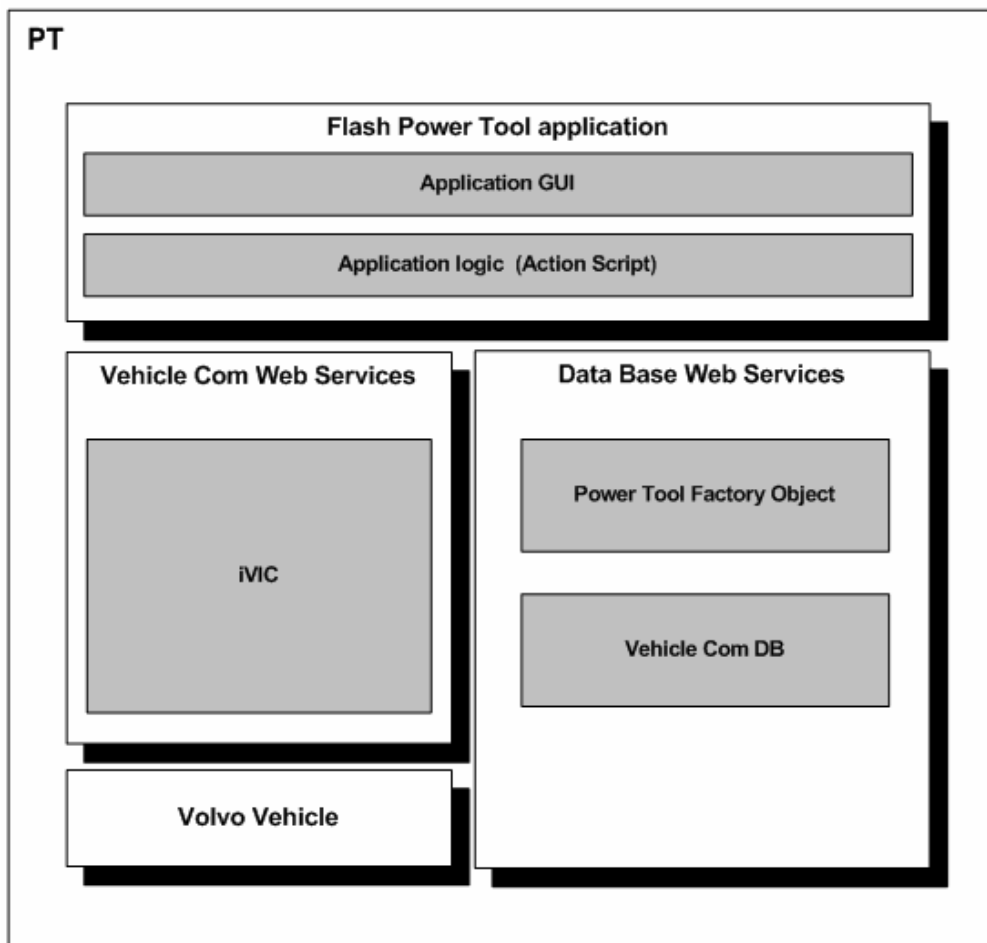 PT
Flash Power Tool application
Application GUI
Application logic (Action Script)
Vehicle Com Web Services
iVIC
Volvo Vehicle
Data Base Web Services
Power Tool Factory Object
Vehicle Com DB